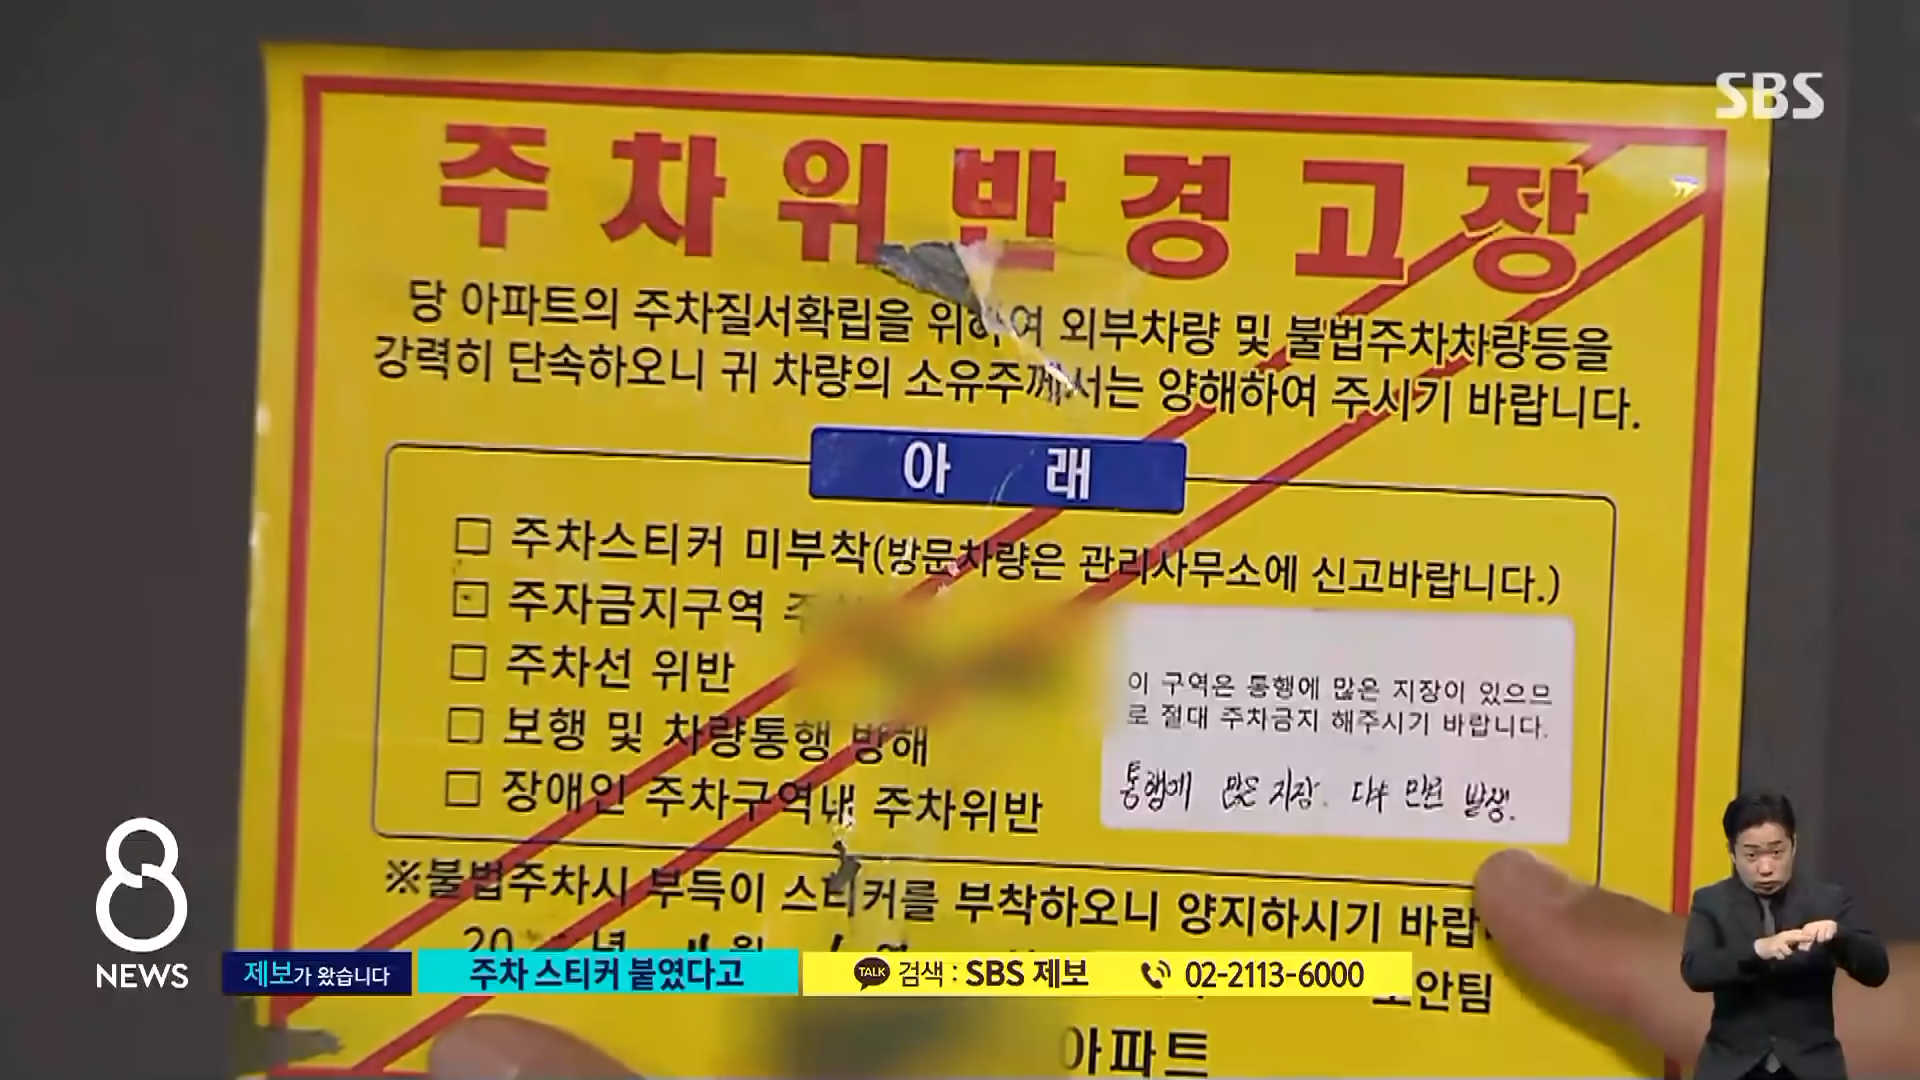 SBS
주차위반경고장
당 아파트의 주차질서확립을 위하여 외부차량 및 불법주차차량등을
강력히 단속하오니 귀 차량의 소유주께서는 양해하여 주시기 바랍니다.
아 래
□ 주차스티커 미부착(방문차량은 관리사무소에 신고바랍니다.)
□ 주자금지구역
□ 주차선 위반
□ 보행 및 차량통행 방해
□ 장애인 주차구역내 주차위반
이 구역은 통행에 많은 지장이 있으므
로 절대 주차금지 해주시기 바랍니다.
통행에 많은 지장. 다수 민원 발생.
※불법주차시 부득이 스티커를 부착하오니 양지하시기 바랍
20 년 월
보안팀
아파트
8 NEWS
제보가 왔습니다
주차 스티커 붙였다고
TALK 검색 : SBS 제보 02-2113-6000